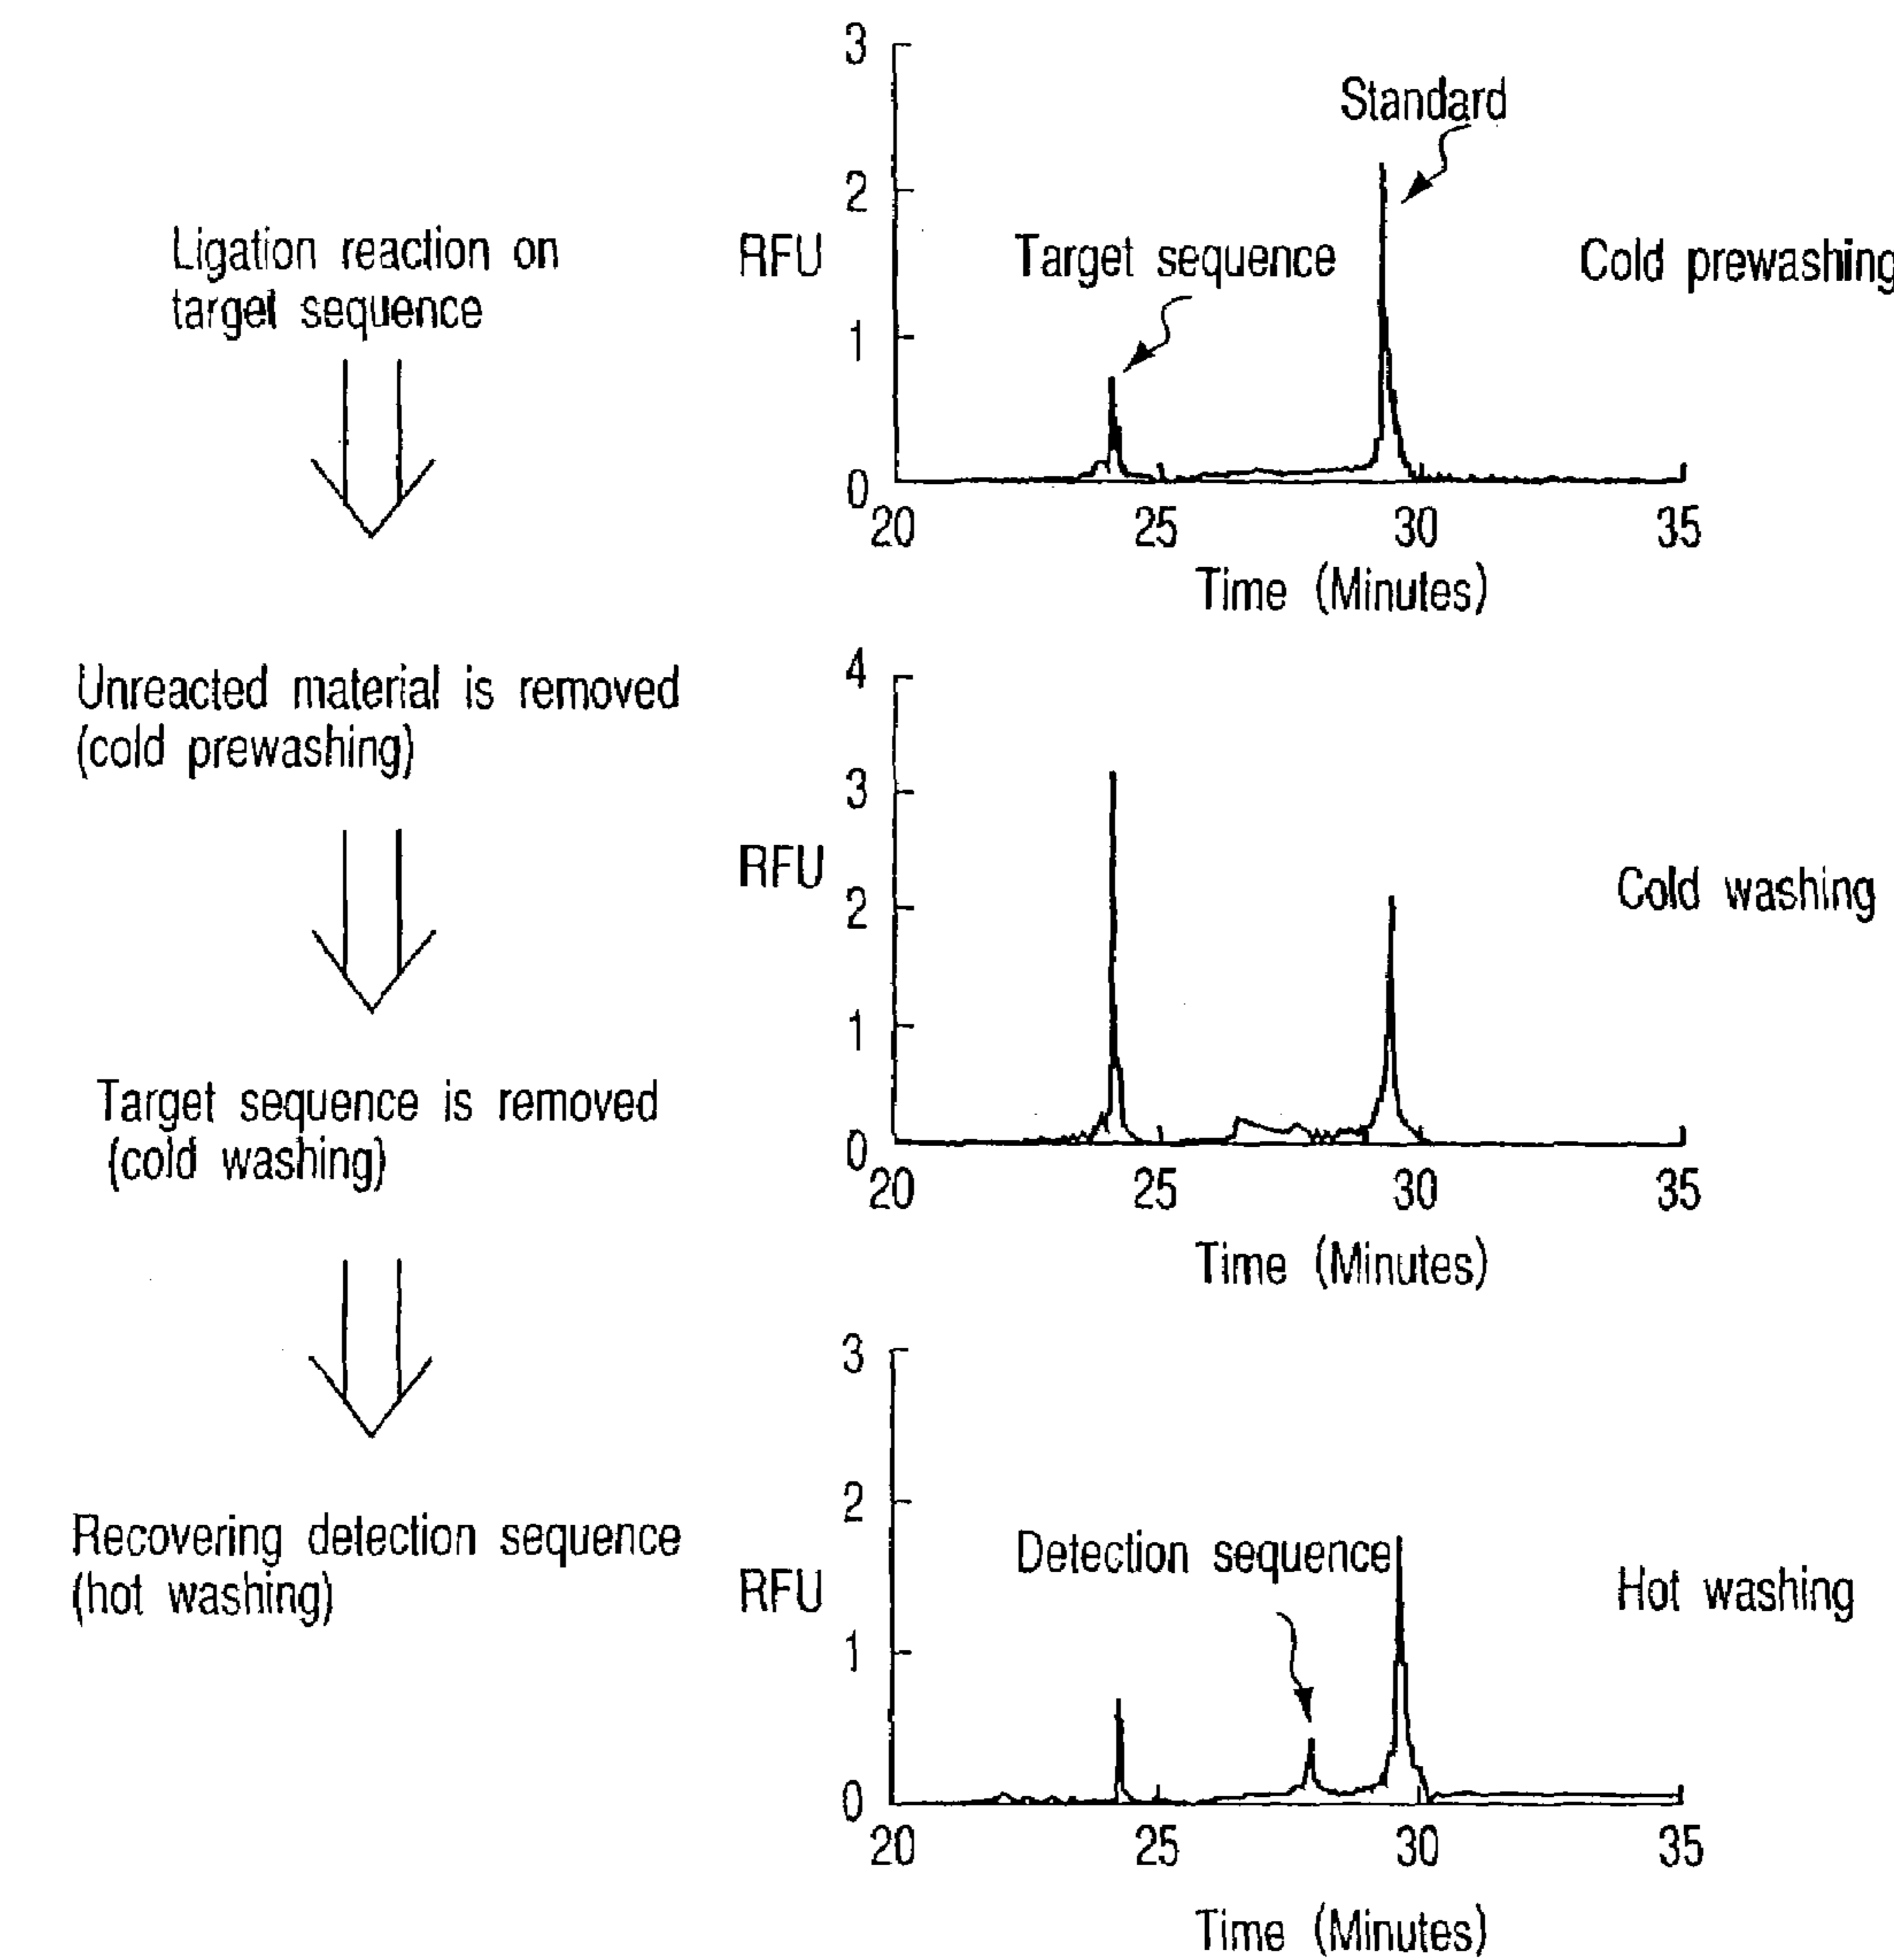 Ligation reaction on
target sequence
Unreacted material is removed
(cold prewashing)
Target sequence is removed
(cold washing)
Recovering detection sequence
(hot washing)
3
2
1
0
RFU
Standard
Target sequence
Cold prewashing
20 25 30 35
Time (Minutes)
4
3
2
1
0
RFU
Cold washing
20 25 30 35
Time (Minutes)
3
2
1
0
RFU
Detection sequence
Hot washing
20 25 30 35
Time (Minutes)